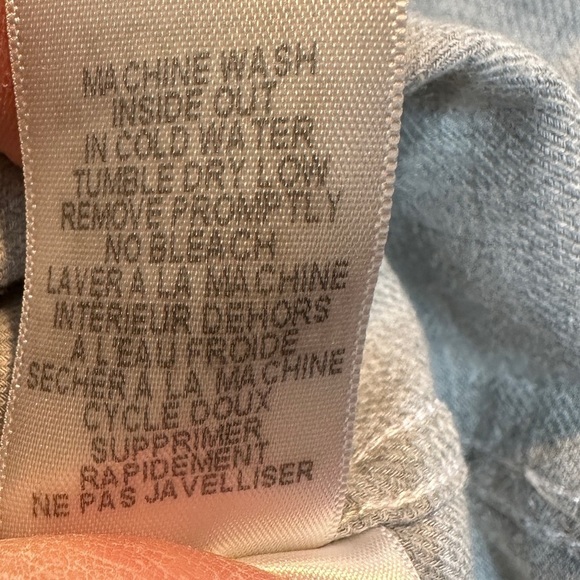 MACHINE WASH
INSIDE OUT
IN COLD WATER
TUMBLE DRY LOW
REMOVE PROMPTLY
NO BLEACH
LAVER À LA MACHINE
INTÉRIEUR DEHORS
A L'EAU FROIDE
SECHER À LA MACHINE
CYCLE DOUX
SUPPRIMER
RAPIDEMENT
NE PAS JAVELLISER